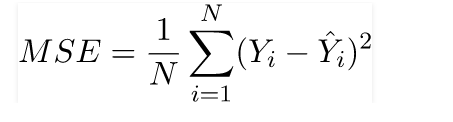 MSE = \frac{1}{N} \sum_{i=1}^{N} (Y_i - \hat{Y}_i)^2